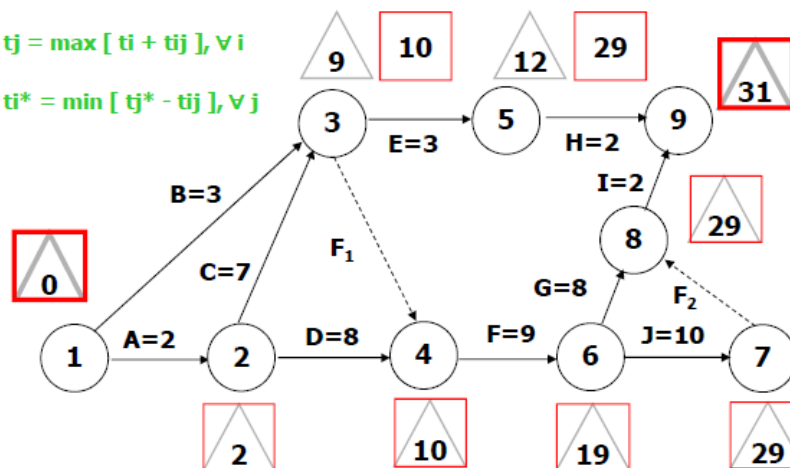 tj = max [ ti + tij ], ∀ i
ti* = min [ tj* - tij ], ∀ j
9
10
12
29
31
3
5
9
E=3
H=2
B=3
I=2
29
8
0
F1
C=7
G=8
F2
1
A=2
2
D=8
4
F=9
6
J=10
7
2
10
19
29